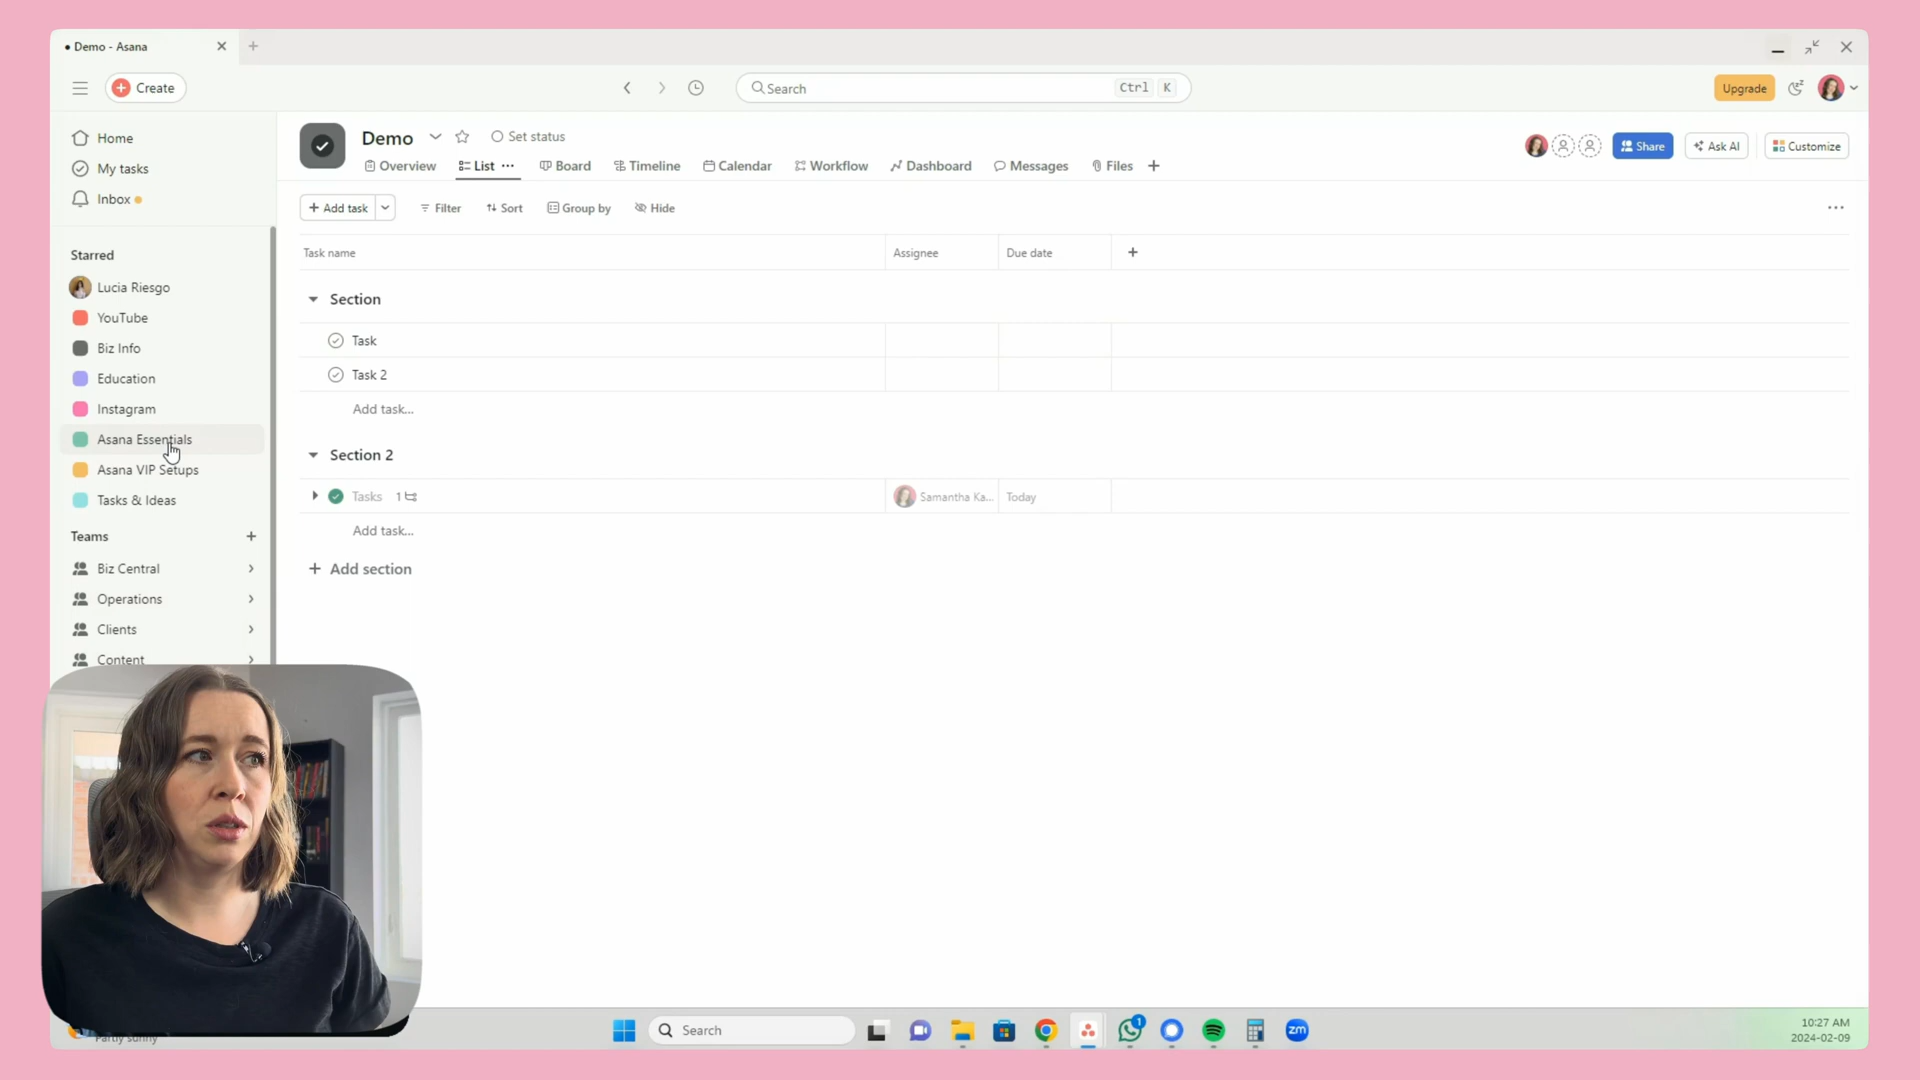 Demo - Asana
Create
Search
Ctrl K
Upgrade
Home
My tasks
Inbox
Starred
Lucia Riesgo
YouTube
Biz Info
Education
Instagram
Asana Essentials
Asana VIP Setups
Tasks & Ideas
Teams
Biz Central
Operations
Clients
Content
Demo
Set status
Overview
List
Board
Timeline
Calendar
Workflow
Dashboard
Messages
Files
Share
Ask AI
Customize
Add task
Filter
Sort
Group by
Hide
Task name
Assignee
Due date
Section
Task
Task 2
Add task...
Section 2
Tasks 1
Samantha Ka...
Today
Add task...
Add section
Partly sunny
Search
1
zm
10:27 AM
2024-02-09